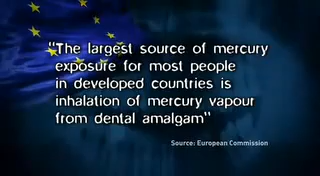 "The largest source of mercury
exposure for most people
in developed countries is
inhalation of mercury vapour
from dental amalgam"
Source: European Commission